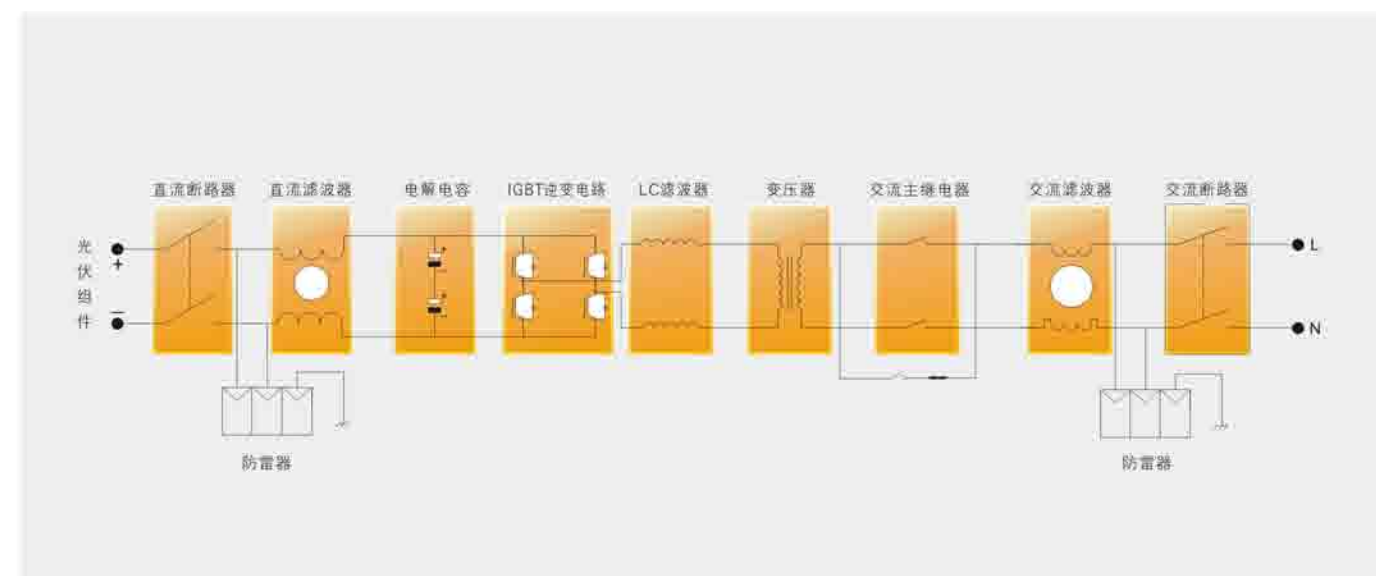 直流断路器
直流滤波器
电解电容
IGBT逆变电路
LC滤波器
变压器
交流主继电器
交流滤波器
交流断路器
光伏组件
+
−
L
N
防雷器
防雷器